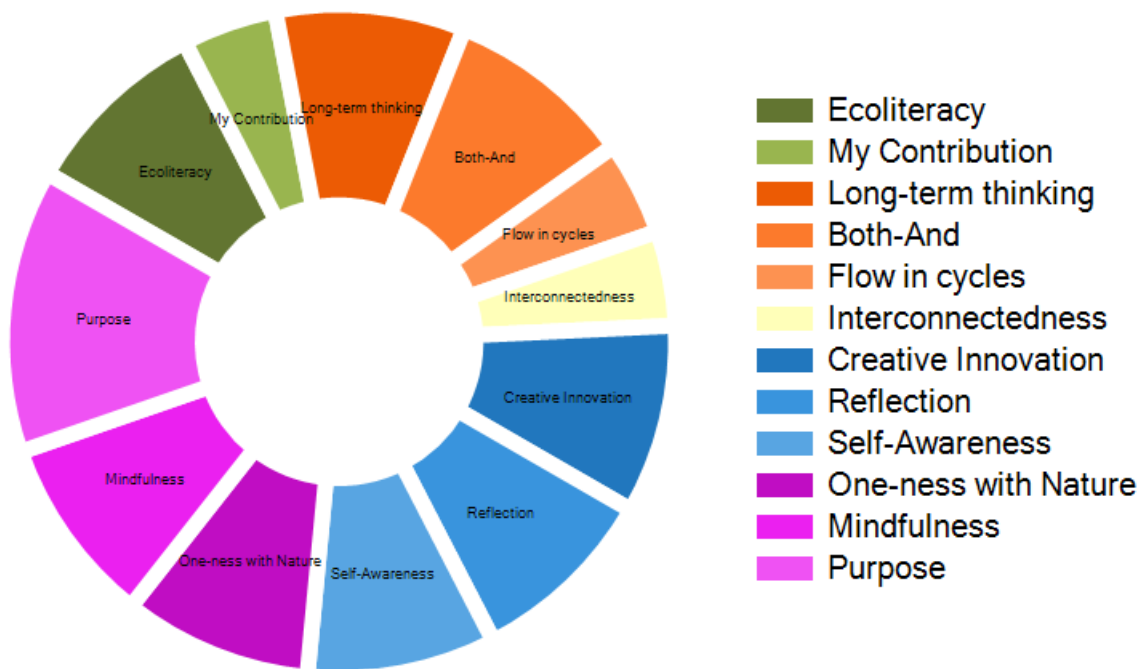 My Contribution
Long-term thinking
Both-And
Ecoliteracy
Flow in cycles
Interconnectedness
Purpose
Creative Innovation
Mindfulness
Reflection
One-ness with Nature
Self-Awareness
Ecoliteracy
My Contribution
Long-term thinking
Both-And
Flow in cycles
Interconnectedness
Creative Innovation
Reflection
Self-Awareness
One-ness with Nature
Mindfulness
Purpose